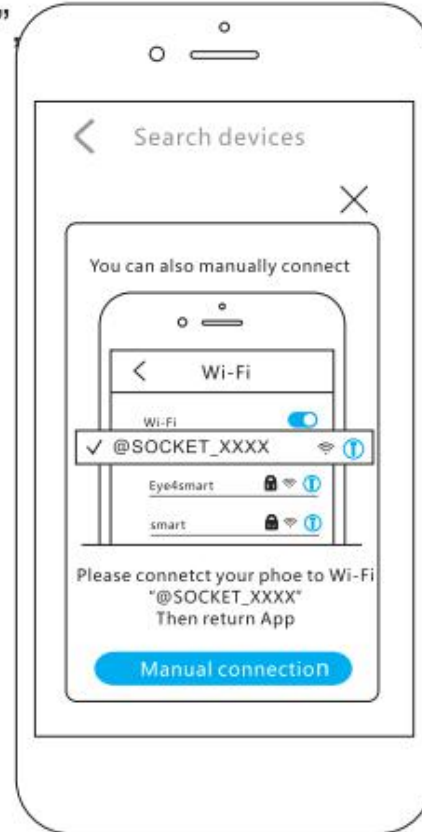 ”
,
Search devices
You can also manually connect
Wi-Fi
Wi-Fi
@SOCKET_XXXX
Eye4smart
smart
Please connetct your phoe to Wi-Fi
"@SOCKET_XXXX"
Then return App
Manual connection